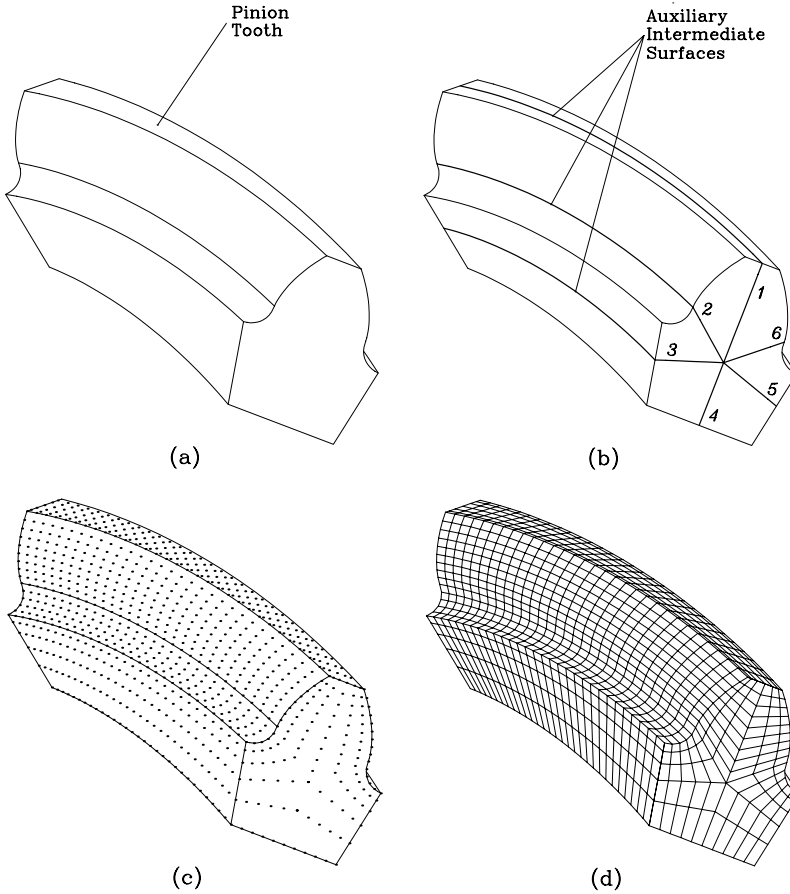 Pinion
Tooth
Auxiliary
Intermediate
Surfaces
1
2
6
3
5
4
(a)
(b)
(c)
(d)